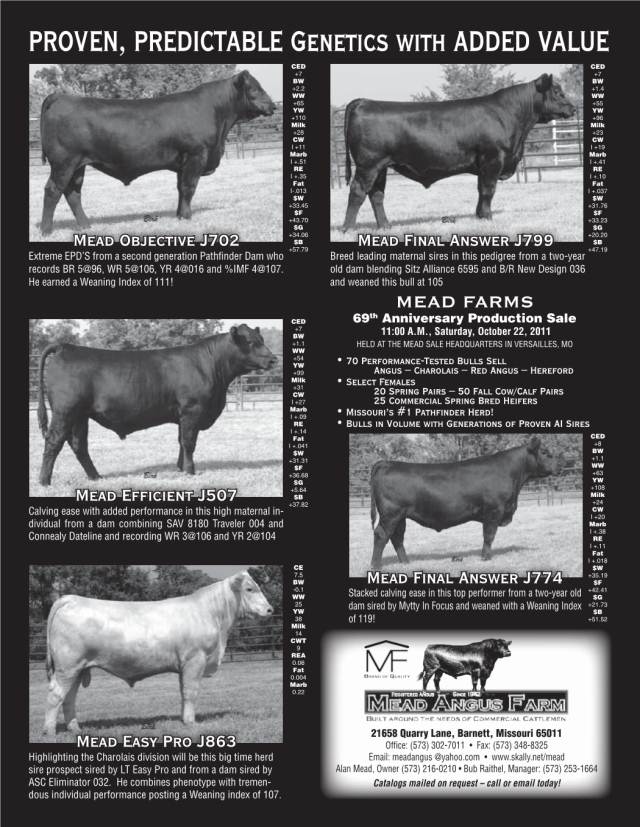 PROVEN, PREDICTABLE GENETICS WITH ADDED VALUE
CED
+7
BW
+2.2
WW
+65
YW
+110
Milk
+28
CW
I +11
Marb
I +.51
RE
I +.35
Fat
I -.013
$W
+33.45
$F
+43.70
$G
+34.06
$B
+57.79
MEAD OBJECTIVE J702
Extreme EPD'S from a second generation Pathfinder Dam who
records BR 5@96, WR 5@106, YR 4@016 and %IMF 4@107.
He earned a Weaning Index of 111!
CED
+7
BW
+1.1
WW
+54
YW
+99
Milk
+31
CW
I +27
Marb
I +.09
RE
I +.14
Fat
I +.041
$W
+31.31
$F
+36.68
$G
+5.64
$B
+37.82
MEAD EFFICIENT J507
Calving ease with added performance in this high maternal in-
dividual from a dam combining SAV 8180 Traveler 004 and
Connealy Dateline and recording WR 3@106 and YR 2@104
CE
7.5
BW
-0.1
WW
25
YW
38
Milk
14
CWT
9
REA
0.06
Fat
0.004
Marb
0.22
MEAD EASY PRO J863
Highlighting the Charolais division will be this big time herd
sire prospect sired by LT Easy Pro and from a dam sired by
ASC Eliminator 032. He combines phenotype with tremen-
dous individual performance posting a Weaning index of 107.
CED
+7
BW
+1.4
WW
+55
YW
+96
Milk
+23
CW
I +19
Marb
I +.41
RE
I +.10
Fat
I +.037
$W
+31.76
$F
+33.23
$G
+20.20
$B
+47.19
MEAD FINAL ANSWER J799
Breed leading maternal sires in this pedigree from a two-year
old dam blending Sitz Alliance 6595 and B/R New Design 036
and weaned this bull at 105
MEAD FARMS
69th Anniversary Production Sale
11:00 A.M., Saturday, October 22, 2011
HELD AT THE MEAD SALE HEADQUARTERS IN VERSAILLES, MO
• 70 PERFORMANCE-TESTED BULLS SELL
ANGUS – CHAROLAIS – RED ANGUS – HEREFORD
• SELECT FEMALES
20 SPRING PAIRS – 50 FALL COW/CALF PAIRS
25 COMMERCIAL SPRING BRED HEIFERS
• MISSOURI'S #1 PATHFINDER HERD!
• BULLS IN VOLUME WITH GENERATIONS OF PROVEN AI SIRES
CED
+8
BW
+1.1
WW
+63
YW
+108
Milk
+24
CW
I +20
Marb
I +.38
RE
I +.11
Fat
I +.018
$W
+35.19
$F
+42.41
$G
+21.73
$B
+51.52
MEAD FINAL ANSWER J774
Stacked calving ease in this top performer from a two-year old
dam sired by Mytty In Focus and weaned with a Weaning Index
of 119!
MF
BRAND OF QUALITY
REGISTERED ANGUS SINCE 1942
MEAD ANGUS FARM
BUILT AROUND THE NEEDS OF COMMERCIAL CATTLEMEN
21658 Quarry Lane, Barnett, Missouri 65011
Office: (573) 302-7011 • Fax: (573) 348-8325
Email: meadangus @yahoo.com • www.skally.net/mead
Alan Mead, Owner (573) 216-0210 • Bub Raithel, Manager: (573) 253-1664
Catalogs mailed on request – call or email today!